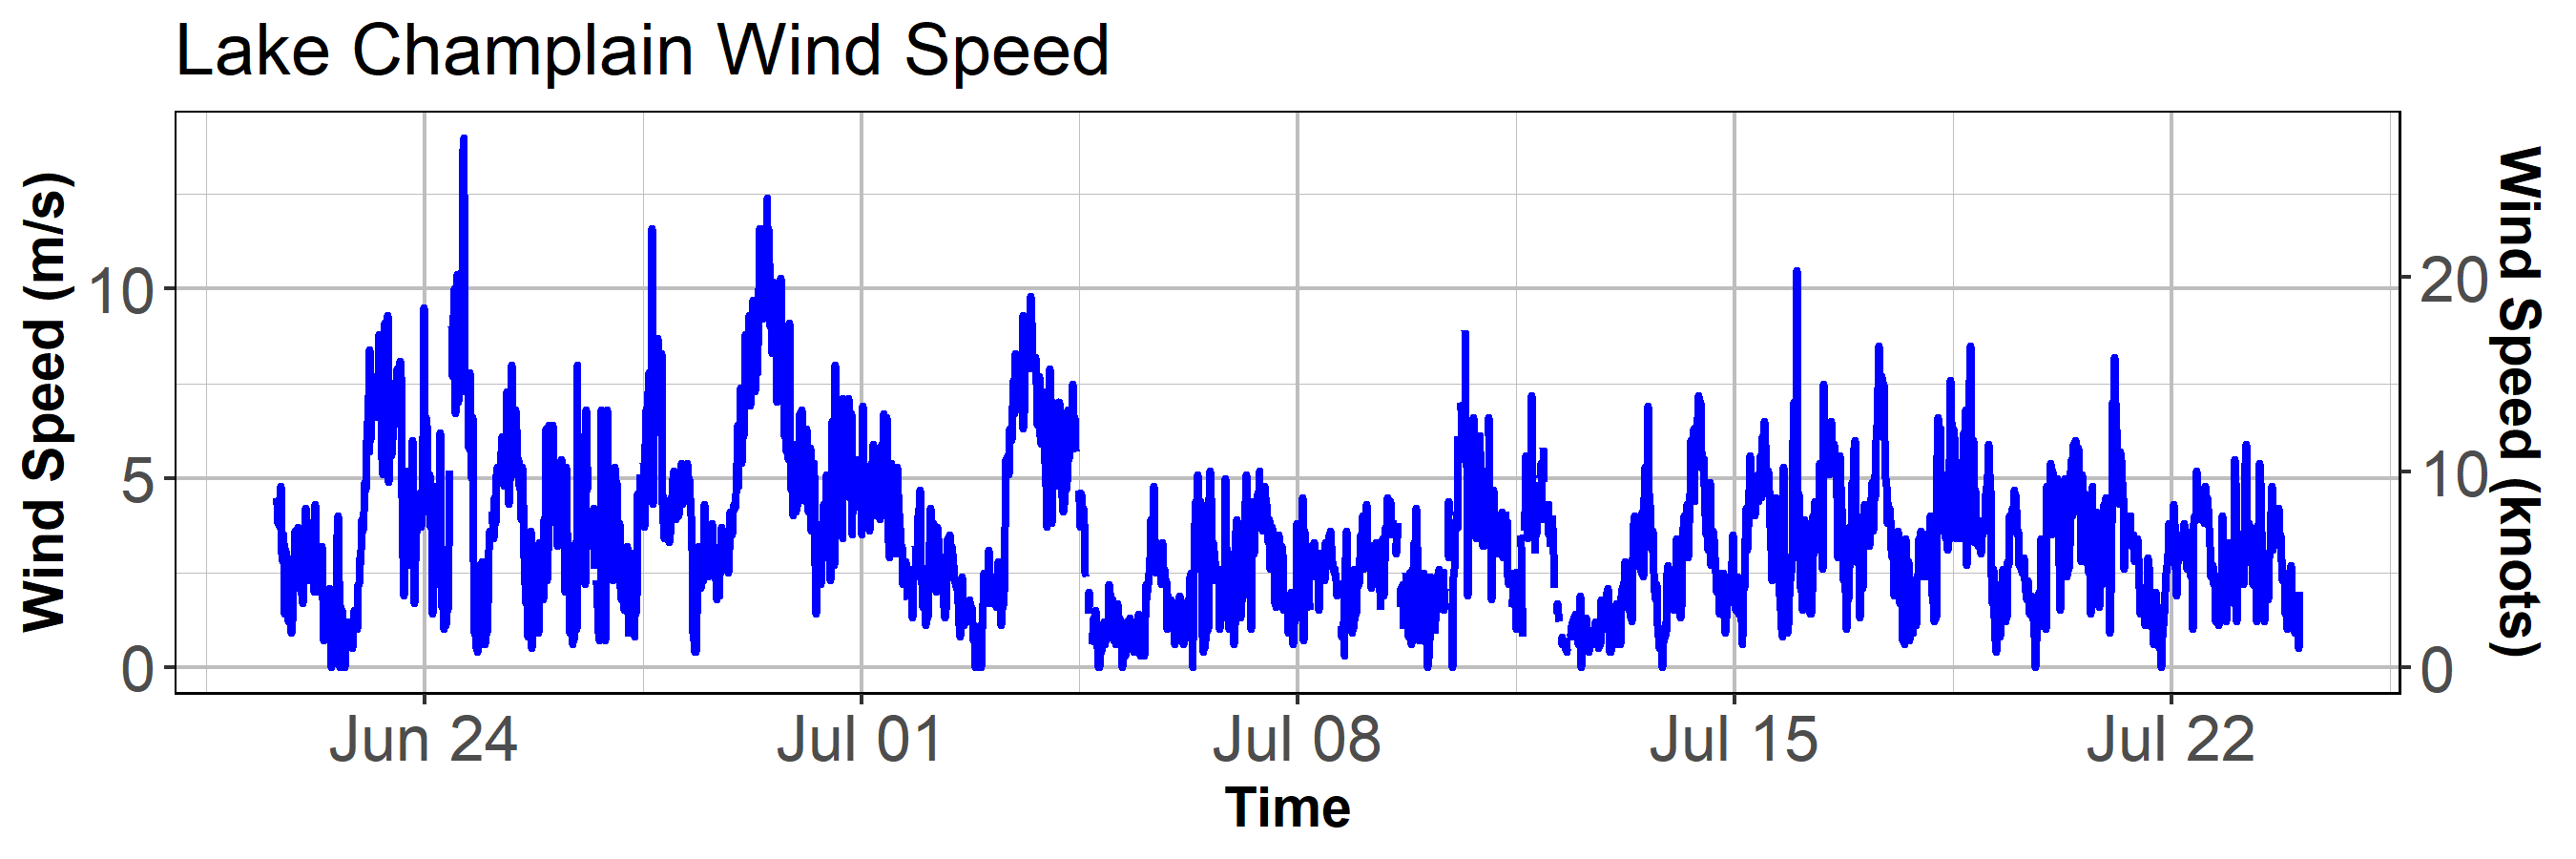 Lake Champlain Wind Speed
Wind Speed (m/s)
10
5
0
20
10
0
Wind Speed (knots)
Jun 24
Jul 01
Jul 08
Jul 15
Jul 22
Time